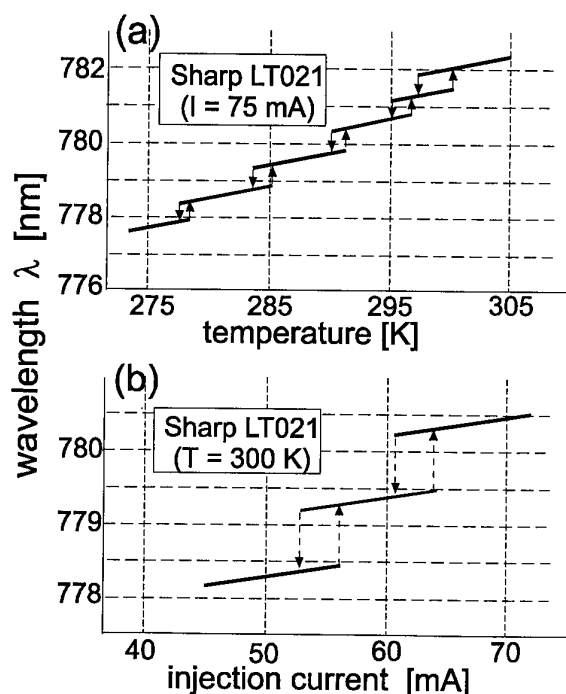 (a)
Sharp LT021
(I = 75 mA)
782
780
778
776
275 285 295 305
temperature [K]
wavelength λ [nm]
(b)
Sharp LT021
(T = 300 K)
780
779
778
40 50 60 70
injection current [mA]